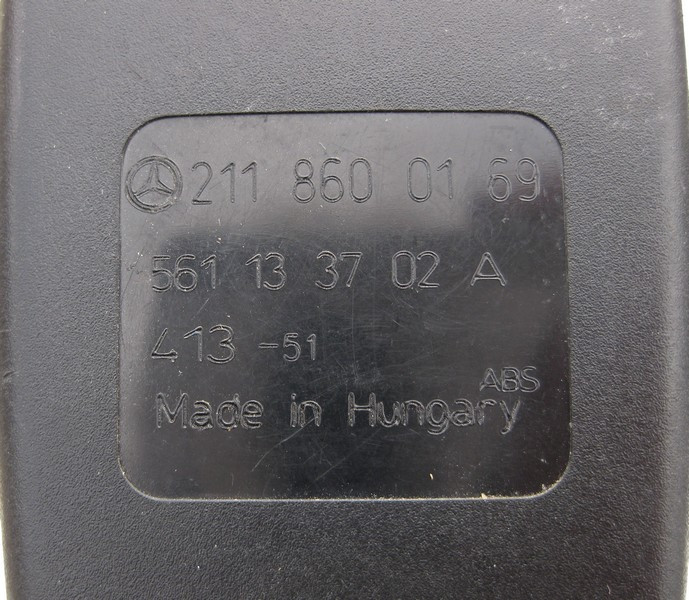 211 860 01 69
561 13 37 02 A
413 -51
ABS
Made in Hungary